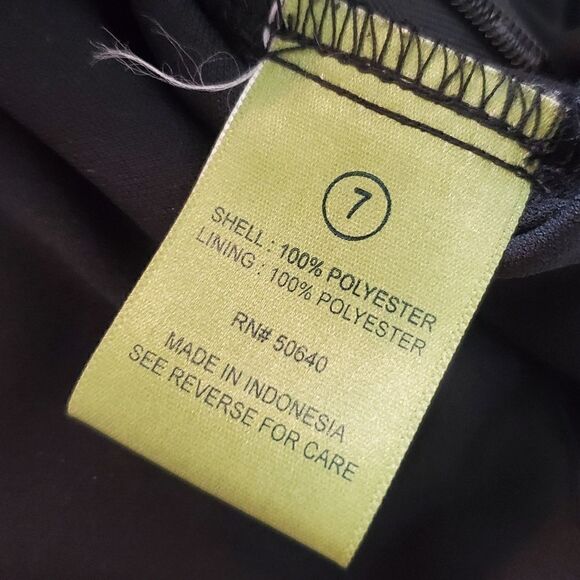 7
SHELL : 100% POLYESTER
LINING : 100% POLYESTER
RN# 50640
MADE IN INDONESIA
SEE REVERSE FOR CARE